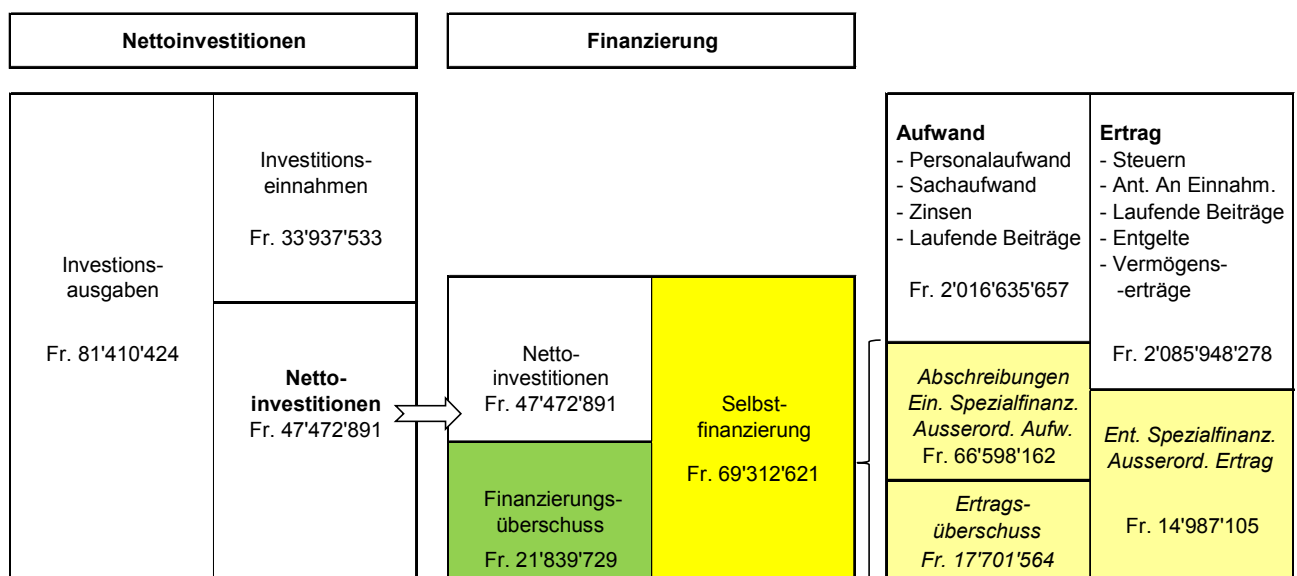 Nettoinvestitionen
Finanzierung
Investions-
ausgaben
Fr. 81'410'424
Investitions-
einnahmen
Fr. 33'937'533
Netto-
investitionen
Fr. 47'472'891
Netto-
investitionen
Fr. 47'472'891
Finanzierungs-
überschuss
Fr. 21'839'729
Selbst-
finanzierung
Fr. 69'312'621
Aufwand
- Personalaufwand
- Sachaufwand
- Zinsen
- Laufende Beiträge
Fr. 2'016'635'657
Abschreibungen
Ein. Spezialfinanz.
Ausserord. Aufw.
Fr. 66'598'162
Ertrags-
überschuss
Fr. 17'701'564
Ertrag
- Steuern
- Ant. An Einnahm.
- Laufende Beiträge
- Entgelte
- Vermögens-
-erträge
Fr. 2'085'948'278
Ent. Spezialfinanz.
Ausserord. Ertrag
Fr. 14'987'105